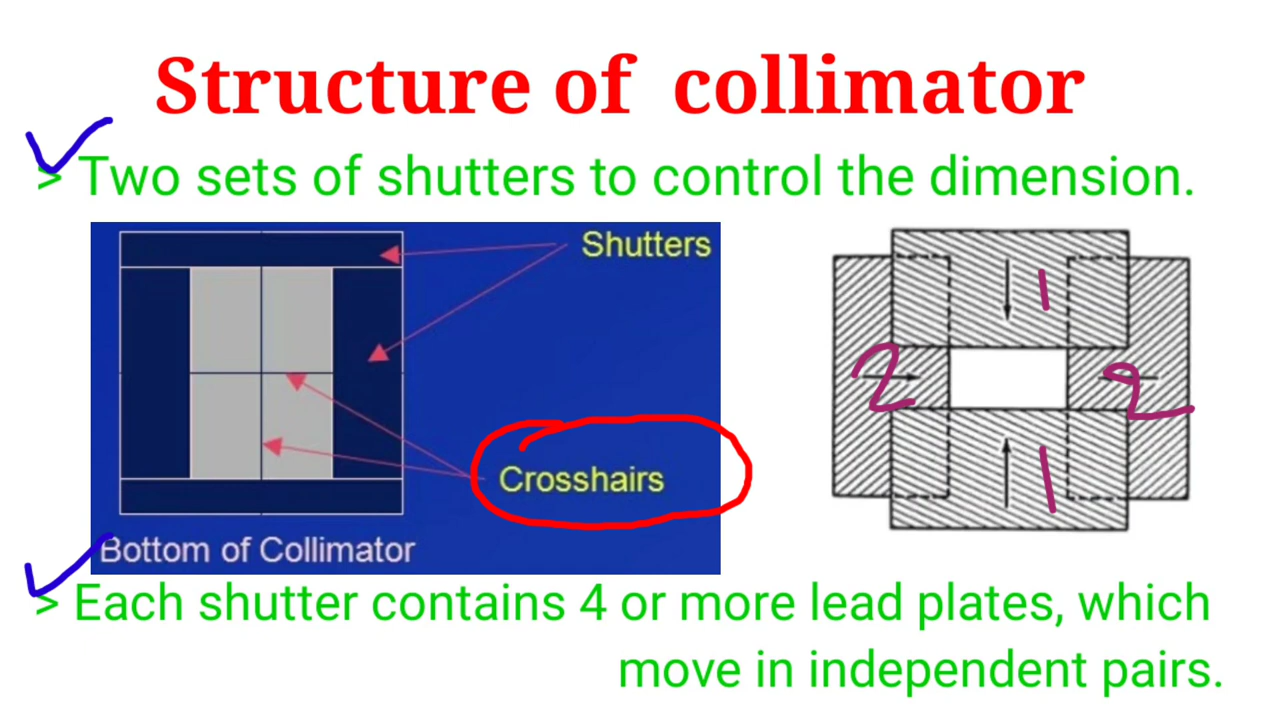 Structure of collimator
> Two sets of shutters to control the dimension.
Shutters
Crosshairs
Bottom of Collimator
1
2
2
1
> Each shutter contains 4 or more lead plates, which
move in independent pairs.